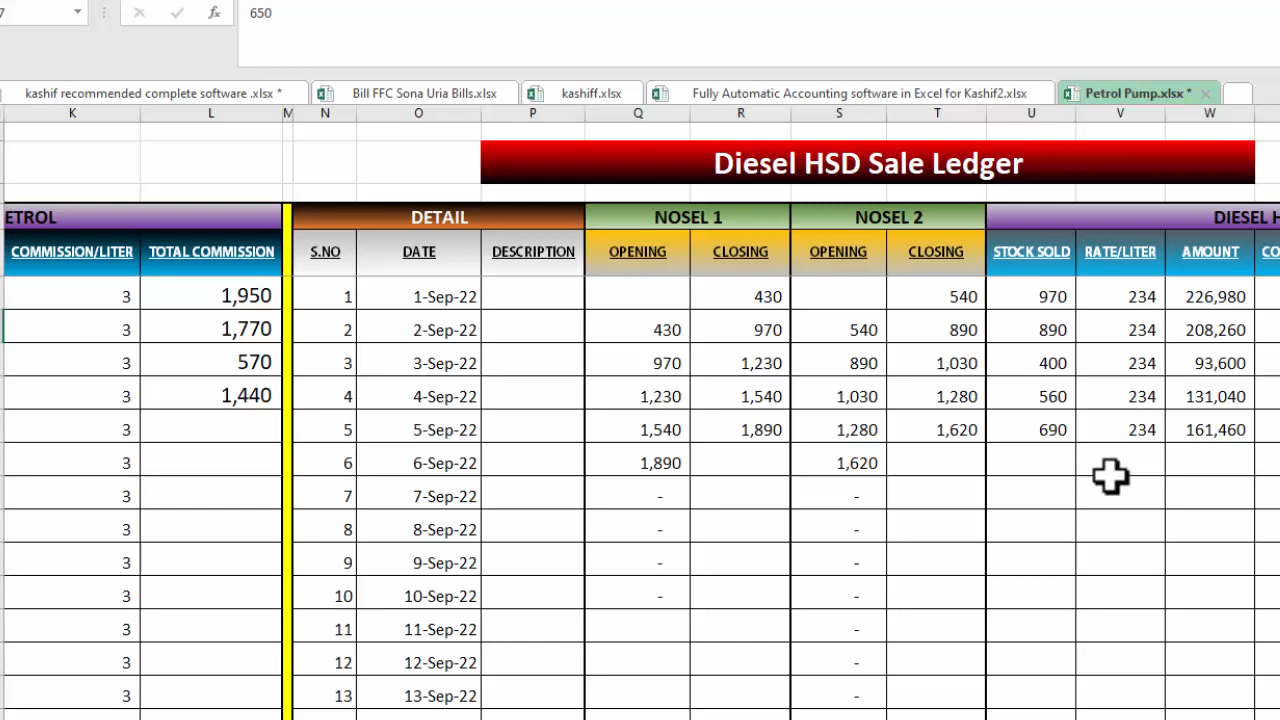 7 fx 650
kashif recommended complete software .xlsx * Bill FFC Sona Uria Bills.xlsx kashiff.xlsx Fully Automatic Accounting software in Excel for Kashif2.xlsx Petrol Pump.xlsx *
K L M N O P Q R S T U V W
Diesel HSD Sale Ledger
ETROL DETAIL NOSEL 1 NOSEL 2 DIESEL H
COMMISSION/LITER TOTAL COMMISSION S.NO DATE DESCRIPTION OPENING CLOSING OPENING CLOSING STOCK SOLD RATE/LITER AMOUNT CO
3 1,950 1 1-Sep-22 430 540 970 234 226,980
3 1,770 2 2-Sep-22 430 970 540 890 890 234 208,260
3 570 3 3-Sep-22 970 1,230 890 1,030 400 234 93,600
3 1,440 4 4-Sep-22 1,230 1,540 1,030 1,280 560 234 131,040
3 5 5-Sep-22 1,540 1,890 1,280 1,620 690 234 161,460
3 6 6-Sep-22 1,890 1,620
3 7 7-Sep-22 - -
3 8 8-Sep-22 - -
3 9 9-Sep-22 - -
3 10 10-Sep-22 - -
3 11 11-Sep-22 -
3 12 12-Sep-22 -
3 13 13-Sep-22 -